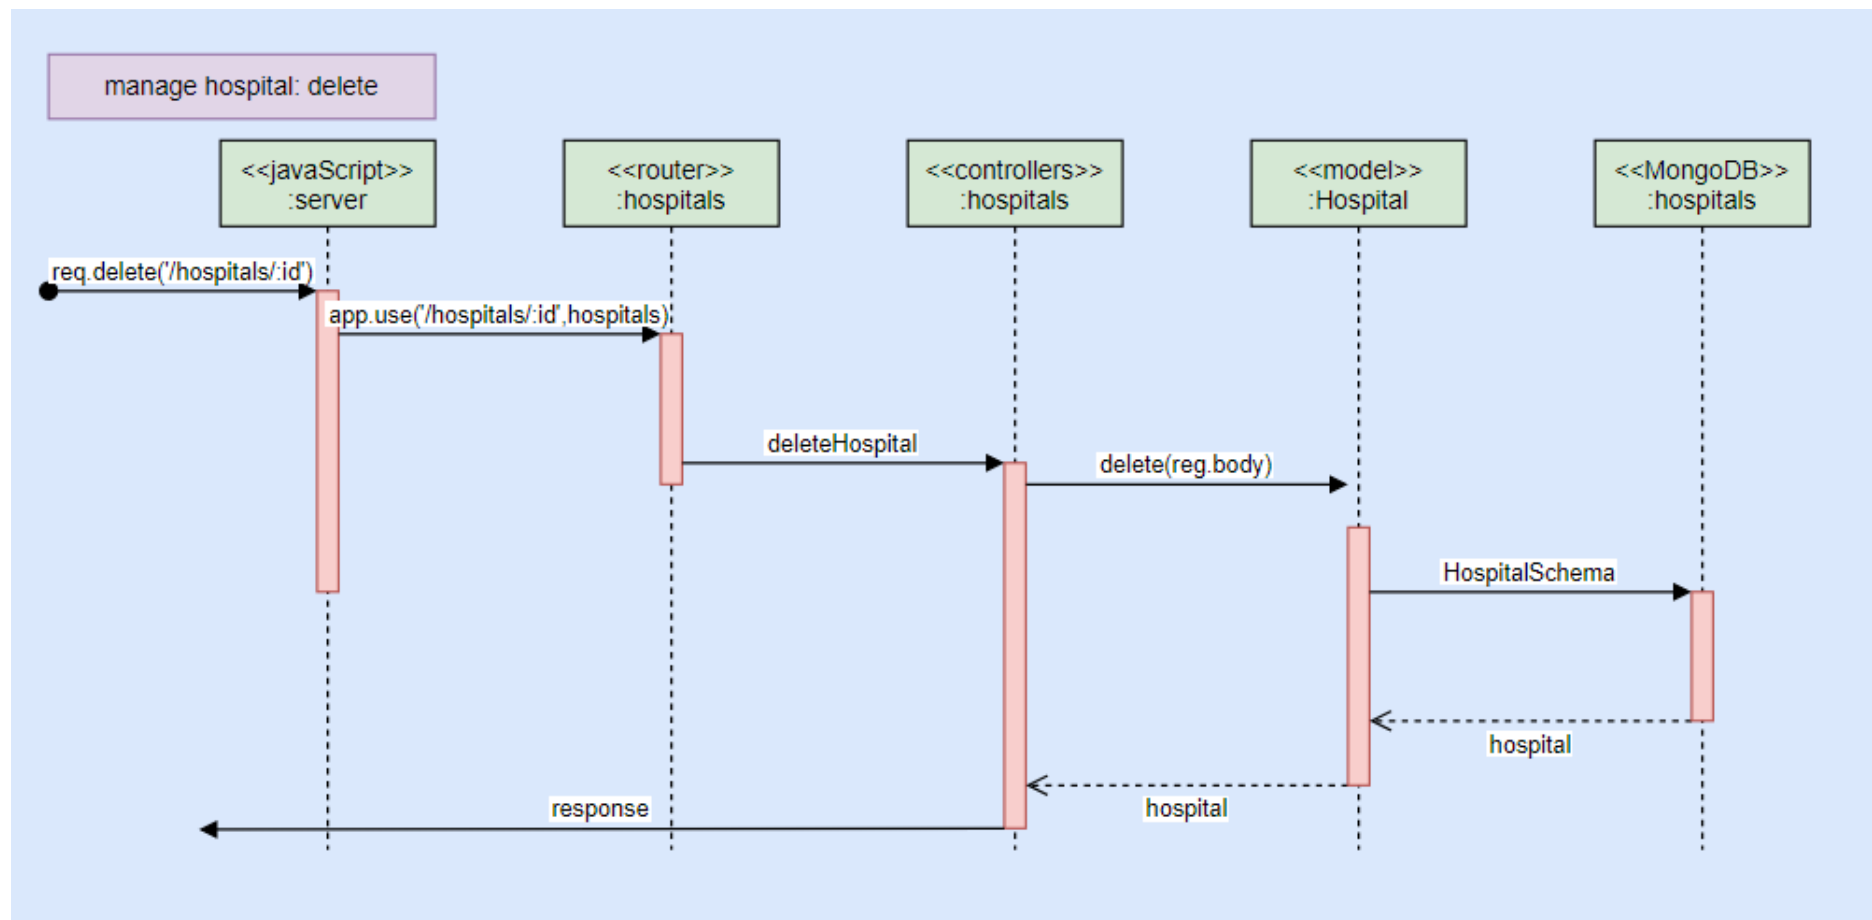 manage hospital: delete
<<javaScript>>
:server
<<router>>
:hospitals
<<controllers>>
:hospitals
<<model>>
:Hospital
<<MongoDB>>
:hospitals
req.delete('/hospitals/:id')
app.use('/hospitals/:id',hospitals)
deleteHospital
delete(reg.body)
HospitalSchema
hospital
hospital
response